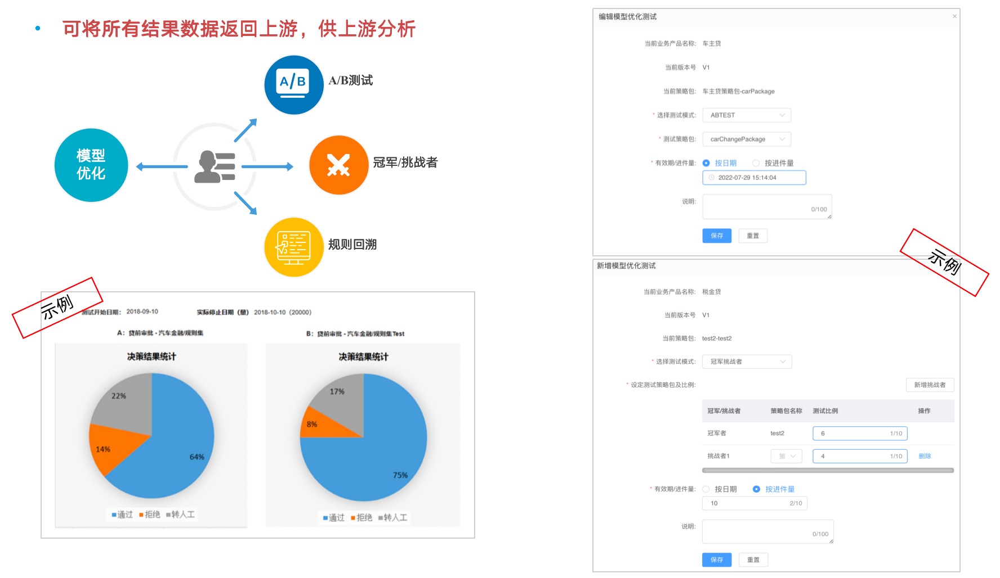 • 可将所有结果数据返回上游，供上游分析
A/B
A/B测试
模型
优化
冠军/挑战者
规则回溯
示例
测试开始日期： 2018-09-10 实际停止日期（量） 2018-10-10（20000）
A：贷前审批 - 汽车金融/规则集
决策结果统计
22%
14%
64%
通过 拒绝 转人工
B：贷前审批 - 汽车金融/规则集Test
决策结果统计
17%
8%
75%
通过 拒绝 转人工
编辑模型优化测试 ×
当前业务产品名称: 车主贷
当前版本号 V1
当前策略包: 车主贷策略包-carPackage
* 选择测试模式: ABTEST
* 测试策略包: carChangePackage
* 有效期/进件量: 按日期 按进件量
2022-07-29 15:14:04
说明:
0/100
保存 重置
示例
新增模型优化测试
当前业务产品名称: 税金贷
当前版本号 V1
当前策略包: test2-test2
* 选择测试模式: 冠军挑战者
* 设定测试策略包及比例: 新增挑战者
冠军/挑战者 策略包名称 测试比例 操作
冠军者 test2 6 1/10
挑战者1 策 4 1/10 删除
* 有效期/进件量: 按日期 按进件量
10 2/10
说明:
0/100
保存 重置